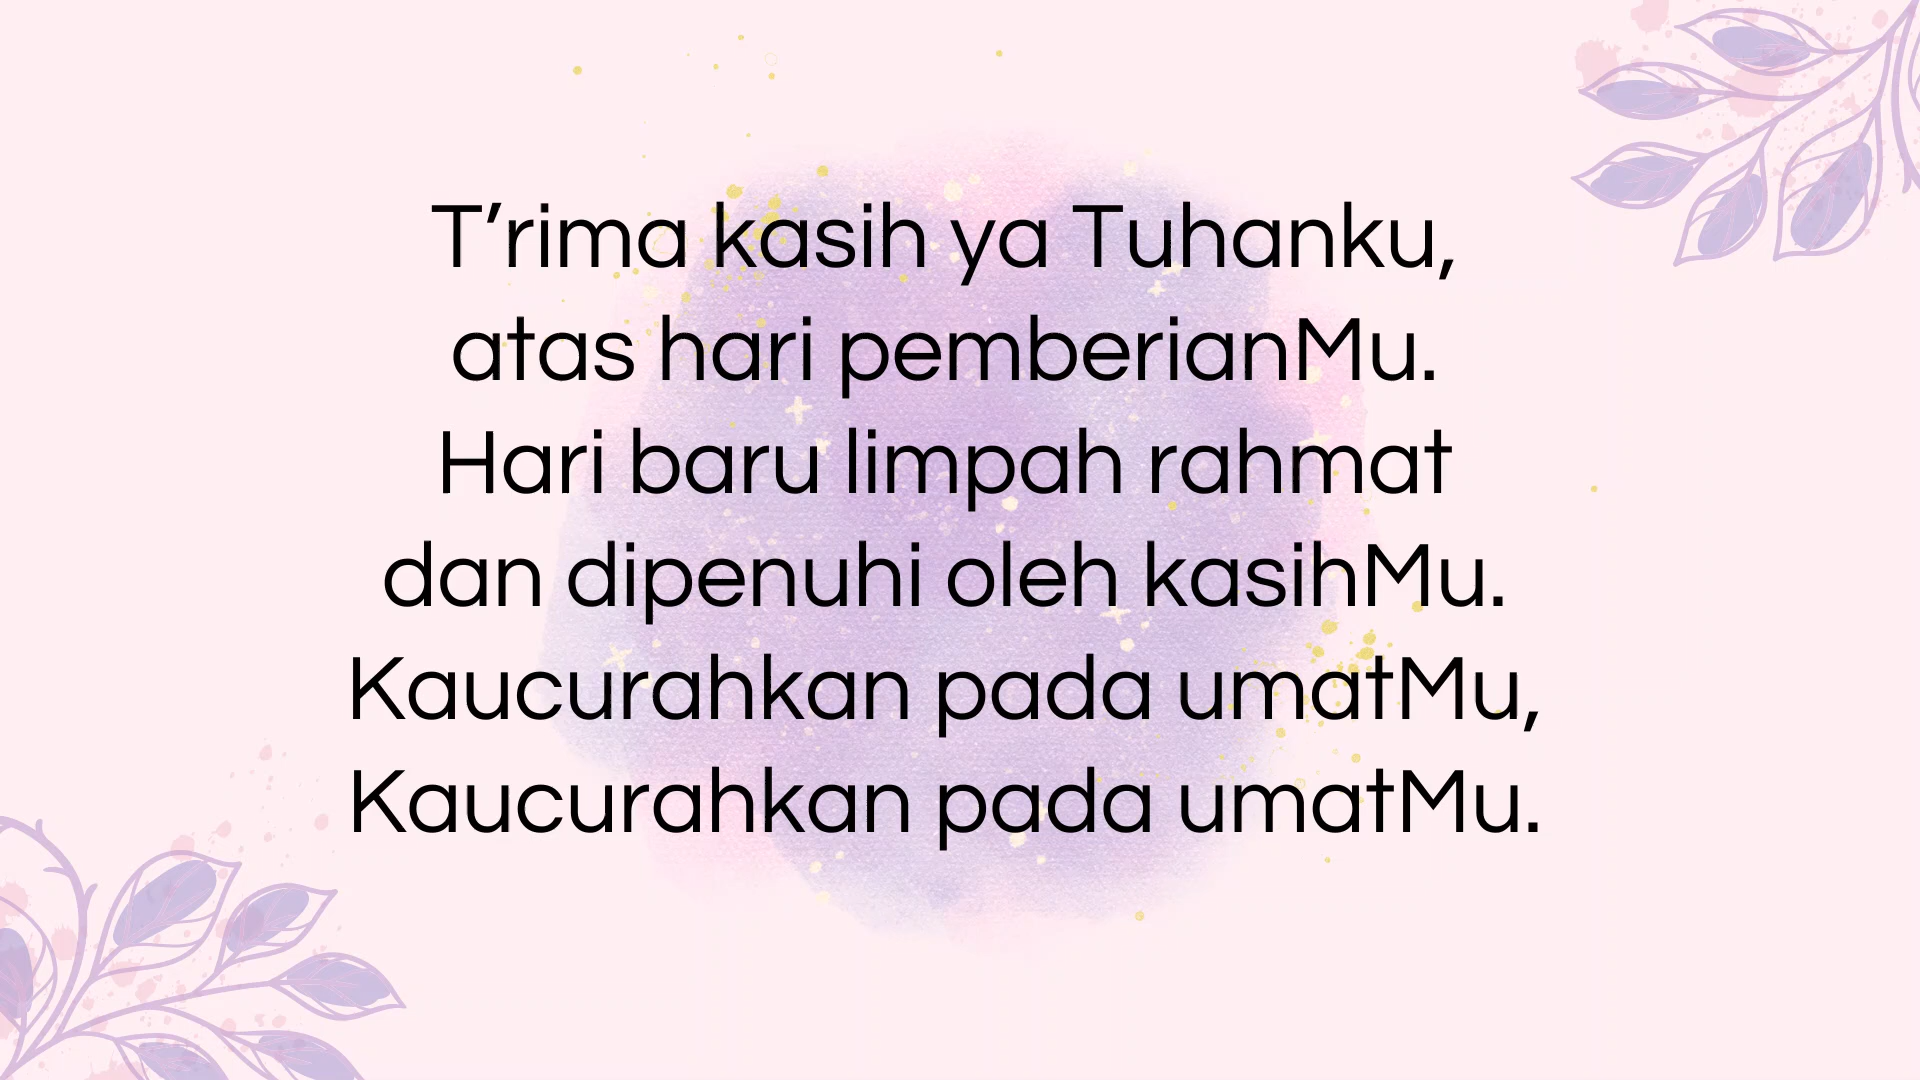 T’rima kasih ya Tuhanku,
atas hari pemberianMu.
Hari baru limpah rahmat
dan dipenuhi oleh kasihMu.
Kaucurahkan pada umatMu,
Kaucurahkan pada umatMu.